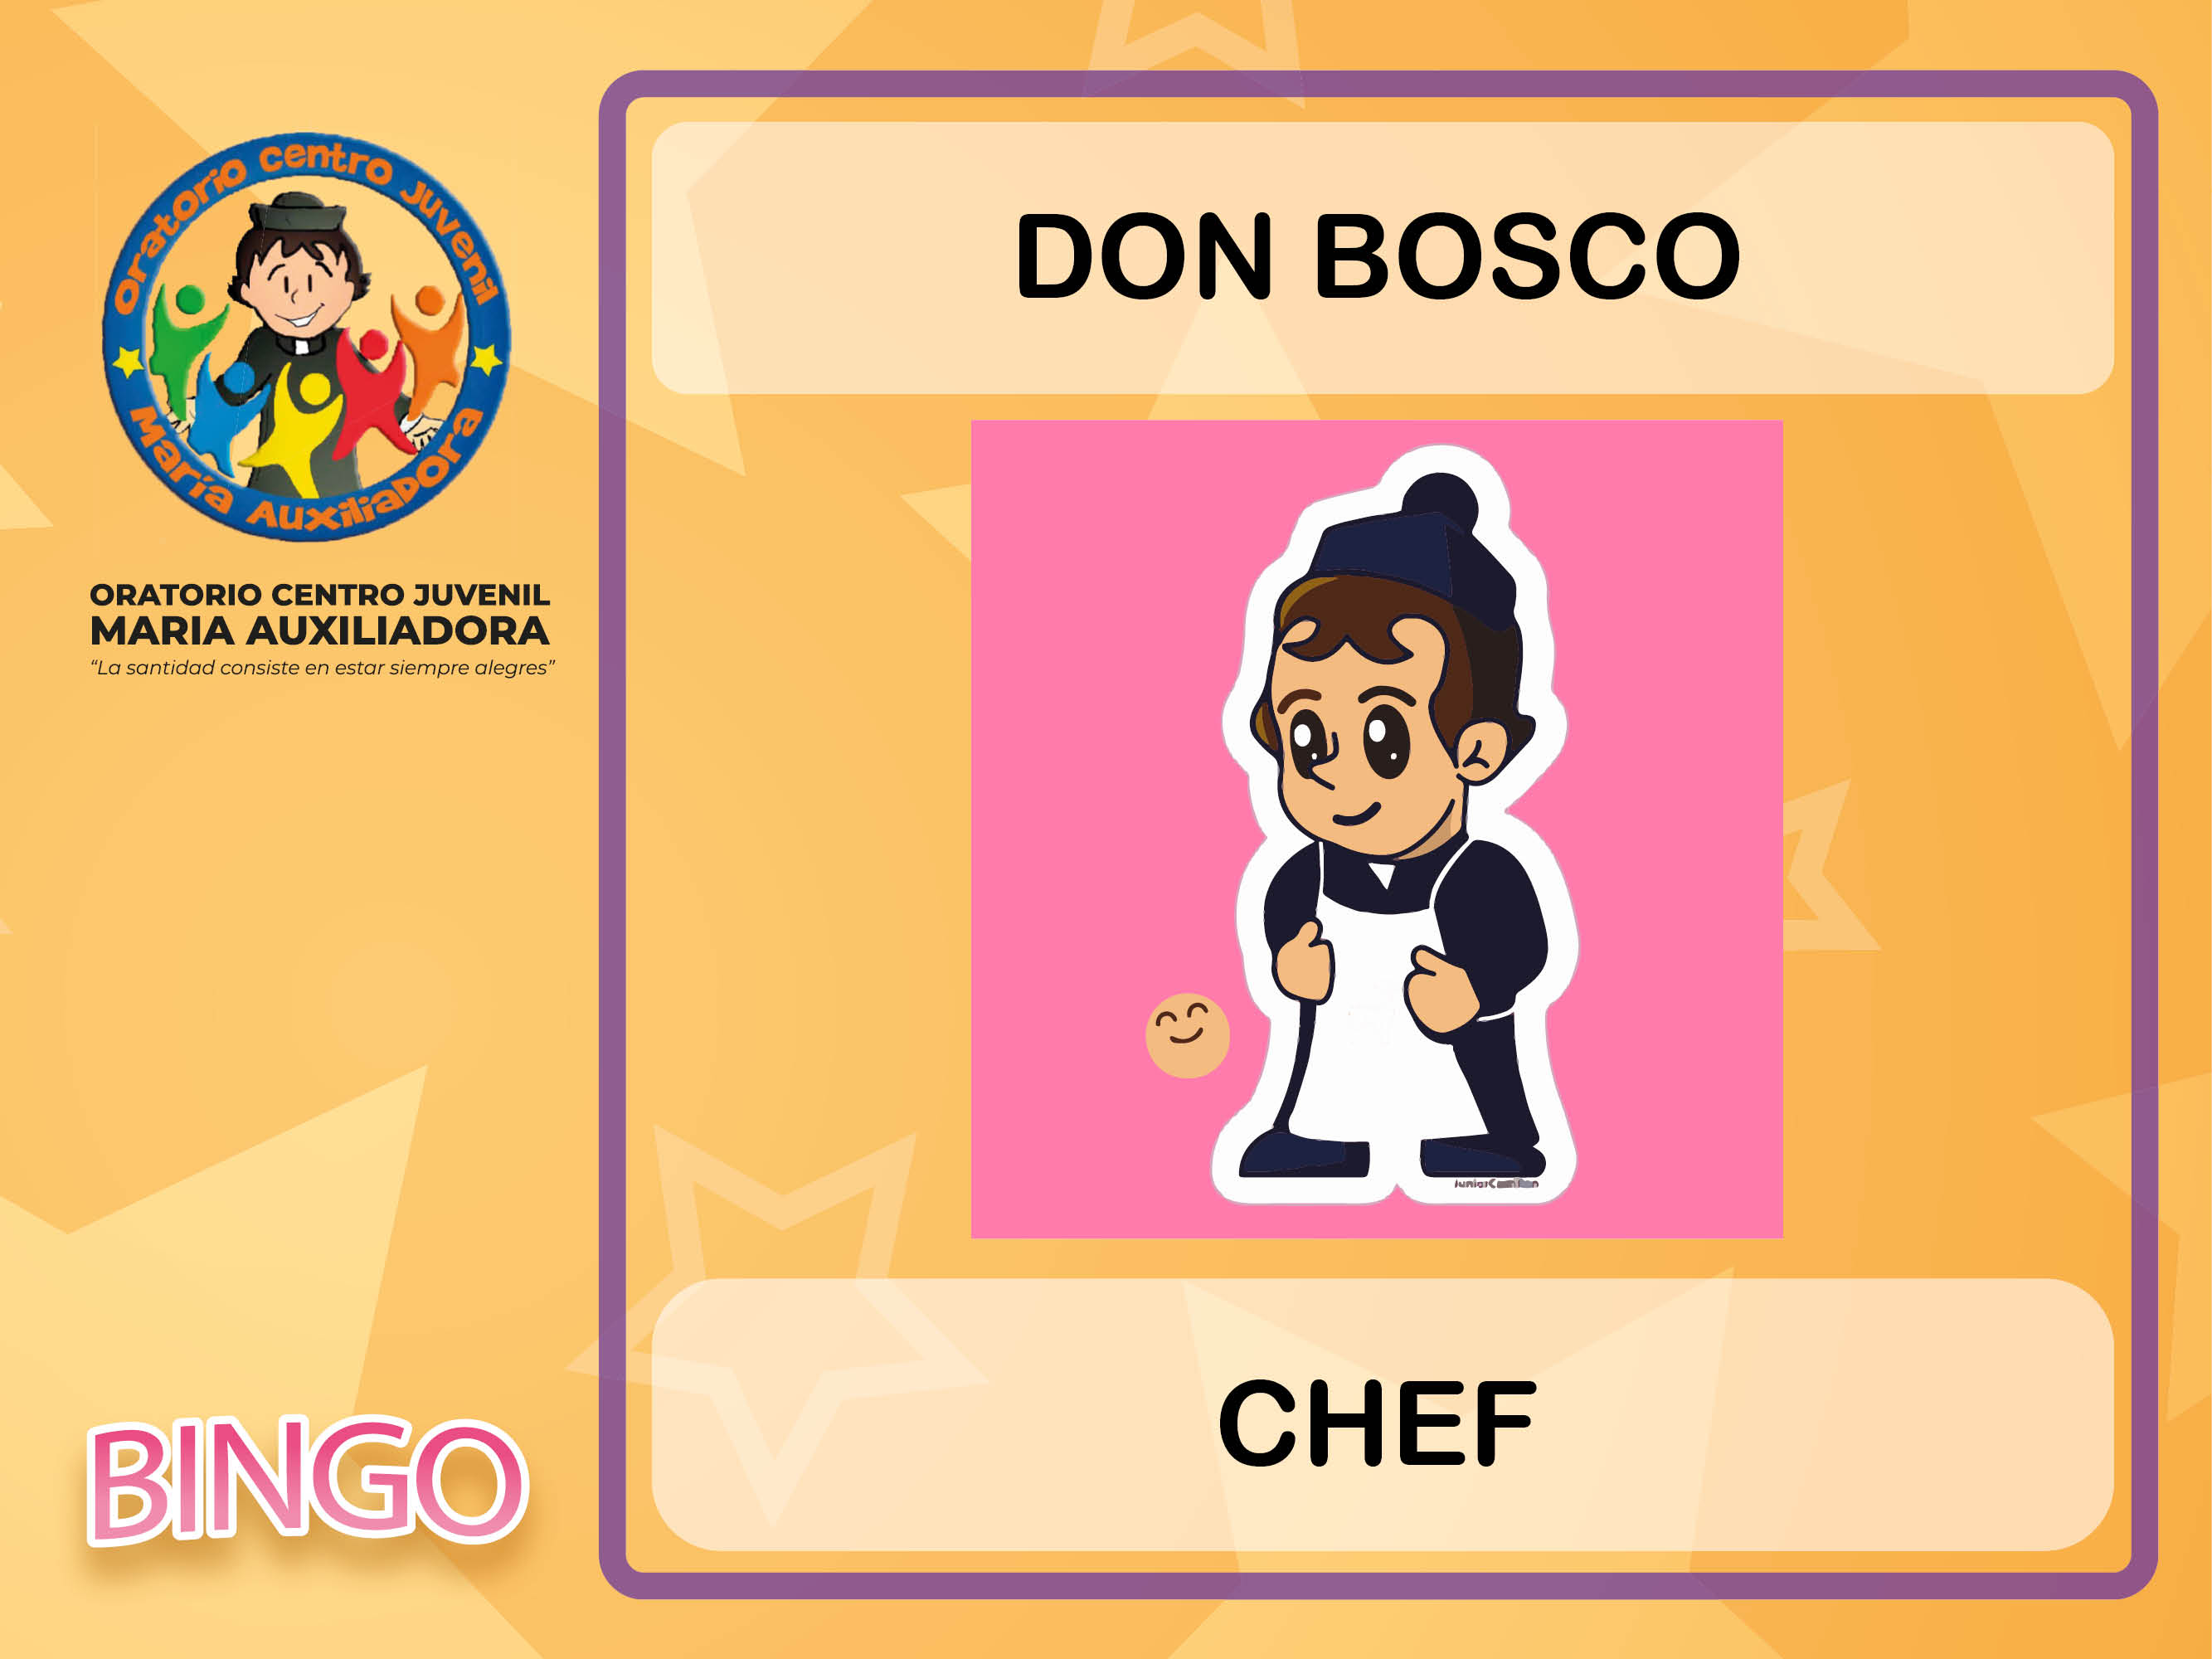 Oratorio Centro Juvenil
María AuxiliaDora
ORATORIO CENTRO JUVENIL
MARIA AUXILIADORA
“La santidad consiste en estar siempre alegres”
BINGO
DON BOSCO
CHEF